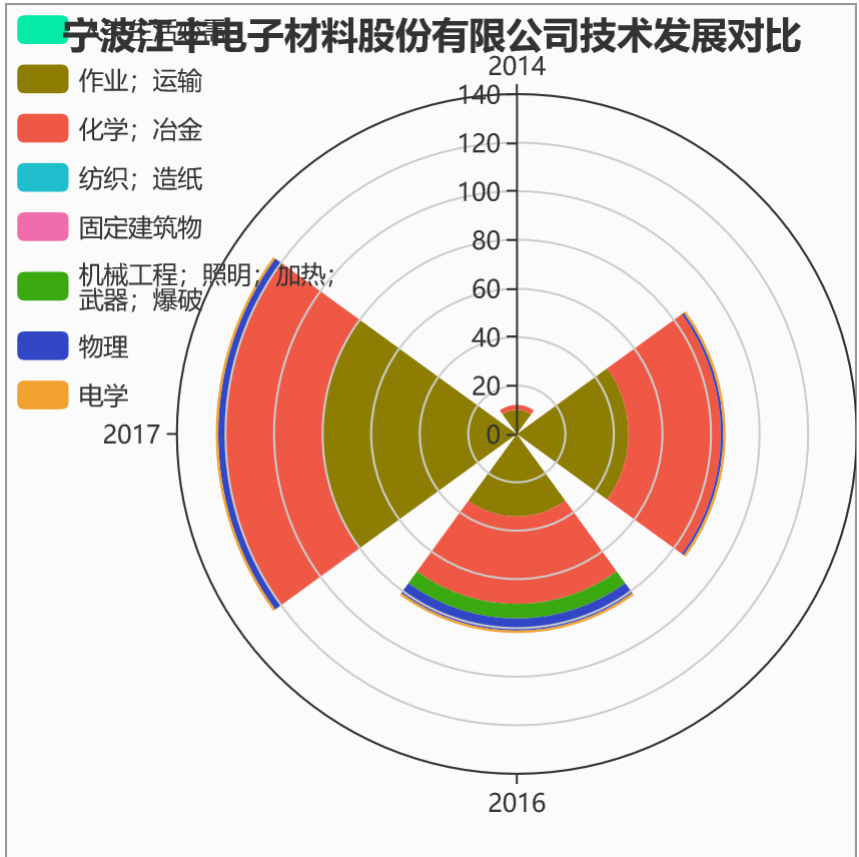 宁波江丰电子材料股份有限公司技术发展对比
作业；运输
化学；冶金
纺织；造纸
固定建筑物
机械工程；照明；加热；
武器；爆破
物理
电学
2014
140
120
100
80
60
40
20
0
2017
2016